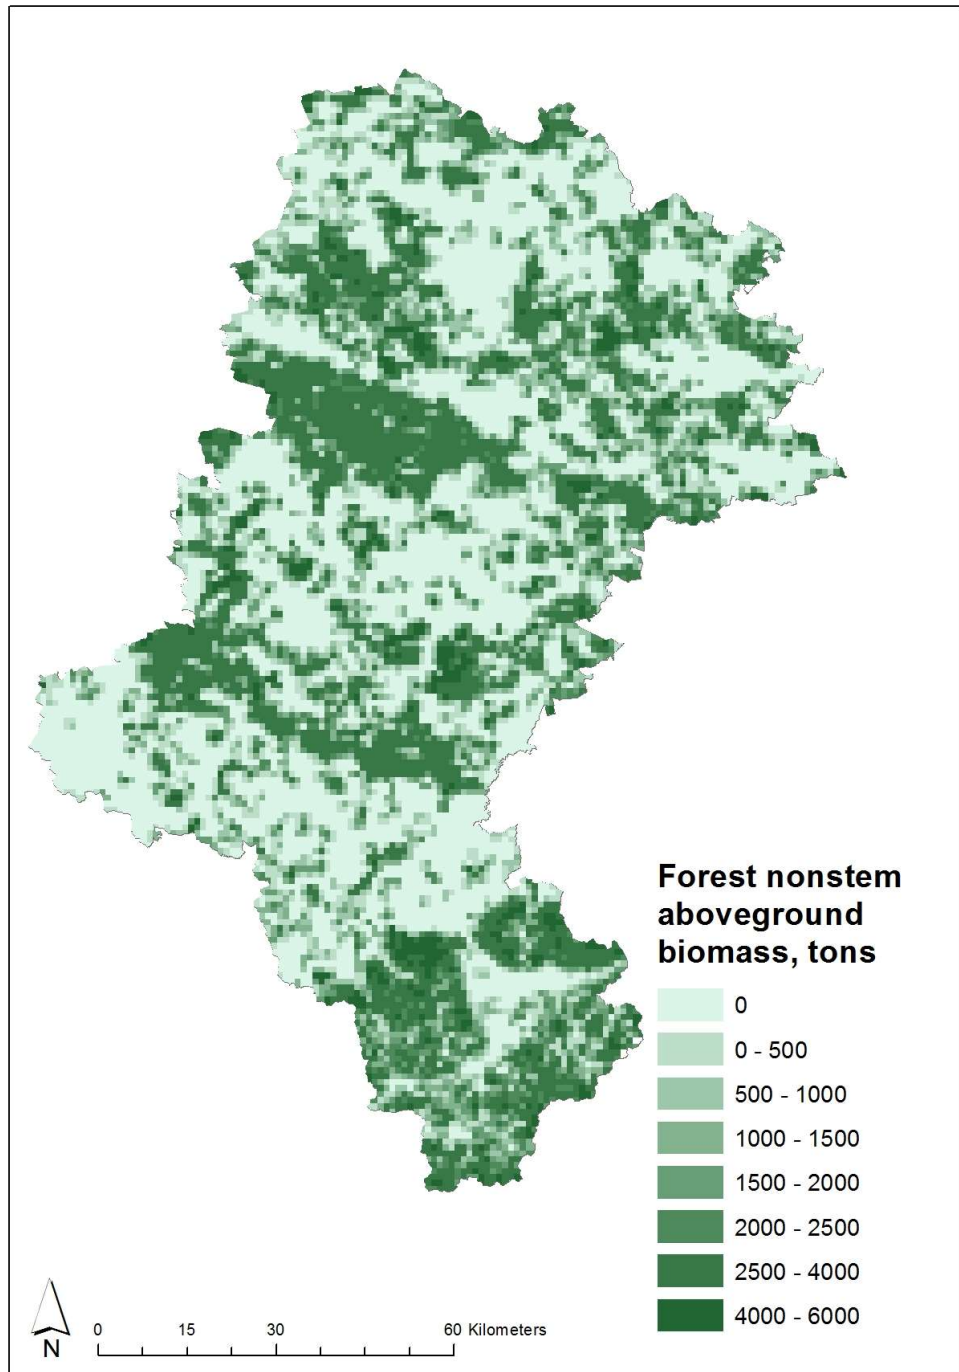 Forest nonstem
aboveground
biomass, tons
0
0 - 500
500 - 1000
1000 - 1500
1500 - 2000
2000 - 2500
2500 - 4000
4000 - 6000
N
0 15 30 60 Kilometers